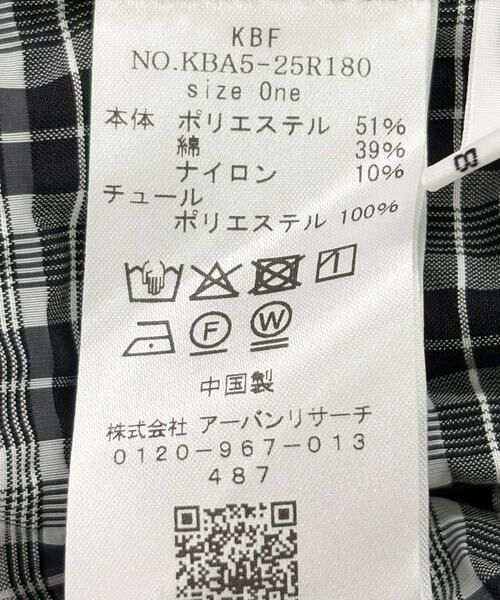 KBF
NO.KBA5-25R180
size One
本体 ポリエステル 51%
綿 39%
ナイロン 10%
チュール
ポリエステル 100%
F W
中国製
株式会社 アーバンリサーチ
0120-967-013
487
8